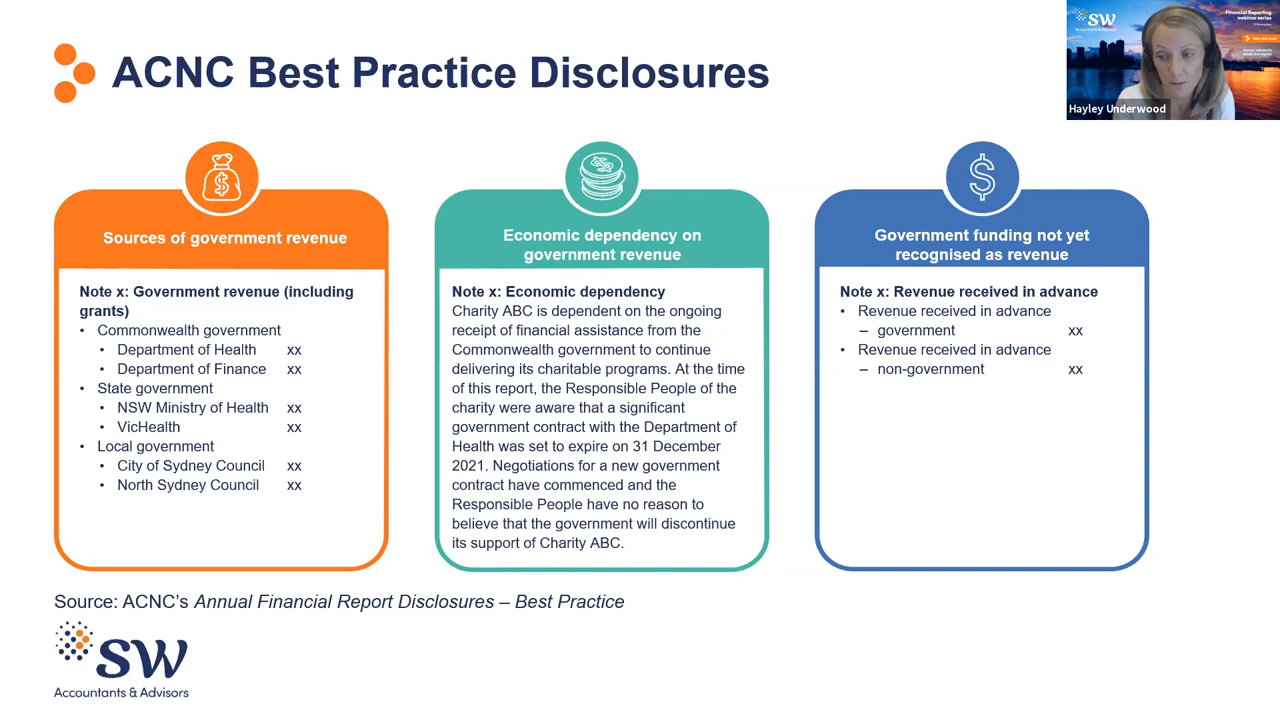 ACNC Best Practice Disclosures
SW
Accountants & Advisors
Financial Reporting
webinar series
Hayley Underwood
Sources of government revenue
Note x: Government revenue (including
grants)
• Commonwealth government
• Department of Health xx
• Department of Finance xx
• State government
• NSW Ministry of Health xx
• VicHealth xx
• Local government
• City of Sydney Council xx
• North Sydney Council xx
Economic dependency on
government revenue
Note x: Economic dependency
Charity ABC is dependent on the ongoing
receipt of financial assistance from the
Commonwealth government to continue
delivering its charitable programs. At the time
of this report, the Responsible People of the
charity were aware that a significant
government contract with the Department of
Health was set to expire on 31 December
2021. Negotiations for a new government
contract have commenced and the
Responsible People have no reason to
believe that the government will discontinue
its support of Charity ABC.
Government funding not yet
recognised as revenue
Note x: Revenue received in advance
• Revenue received in advance
– government xx
• Revenue received in advance
– non-government xx
Source: ACNC's Annual Financial Report Disclosures – Best Practice
SW
Accountants & Advisors